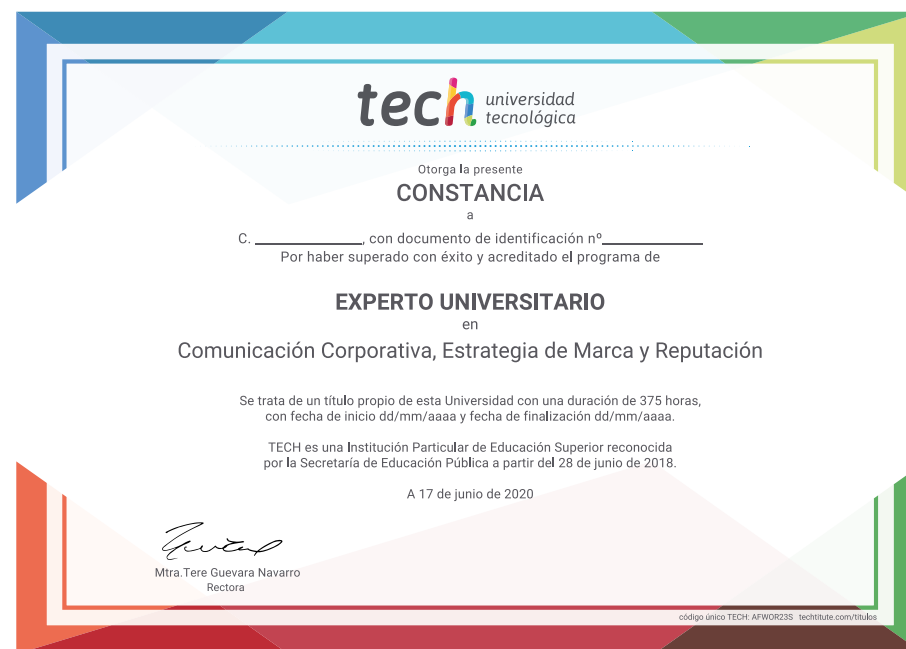 tech universidad
tecnológica
Otorga la presente
CONSTANCIA
a
C. ______________, con documento de identificación nº_____________
Por haber superado con éxito y acreditado el programa de
EXPERTO UNIVERSITARIO
en
Comunicación Corporativa, Estrategia de Marca y Reputación
Se trata de un título propio de esta Universidad con una duración de 375 horas,
con fecha de inicio dd/mm/aaaa y fecha de finalización dd/mm/aaaa.
TECH es una Institución Particular de Educación Superior reconocida
por la Secretaría de Educación Pública a partir del 28 de junio de 2018.
A 17 de junio de 2020
Mtra.Tere Guevara Navarro
Rectora
código único TECH: AFWOR23S techtitute.com/titulos